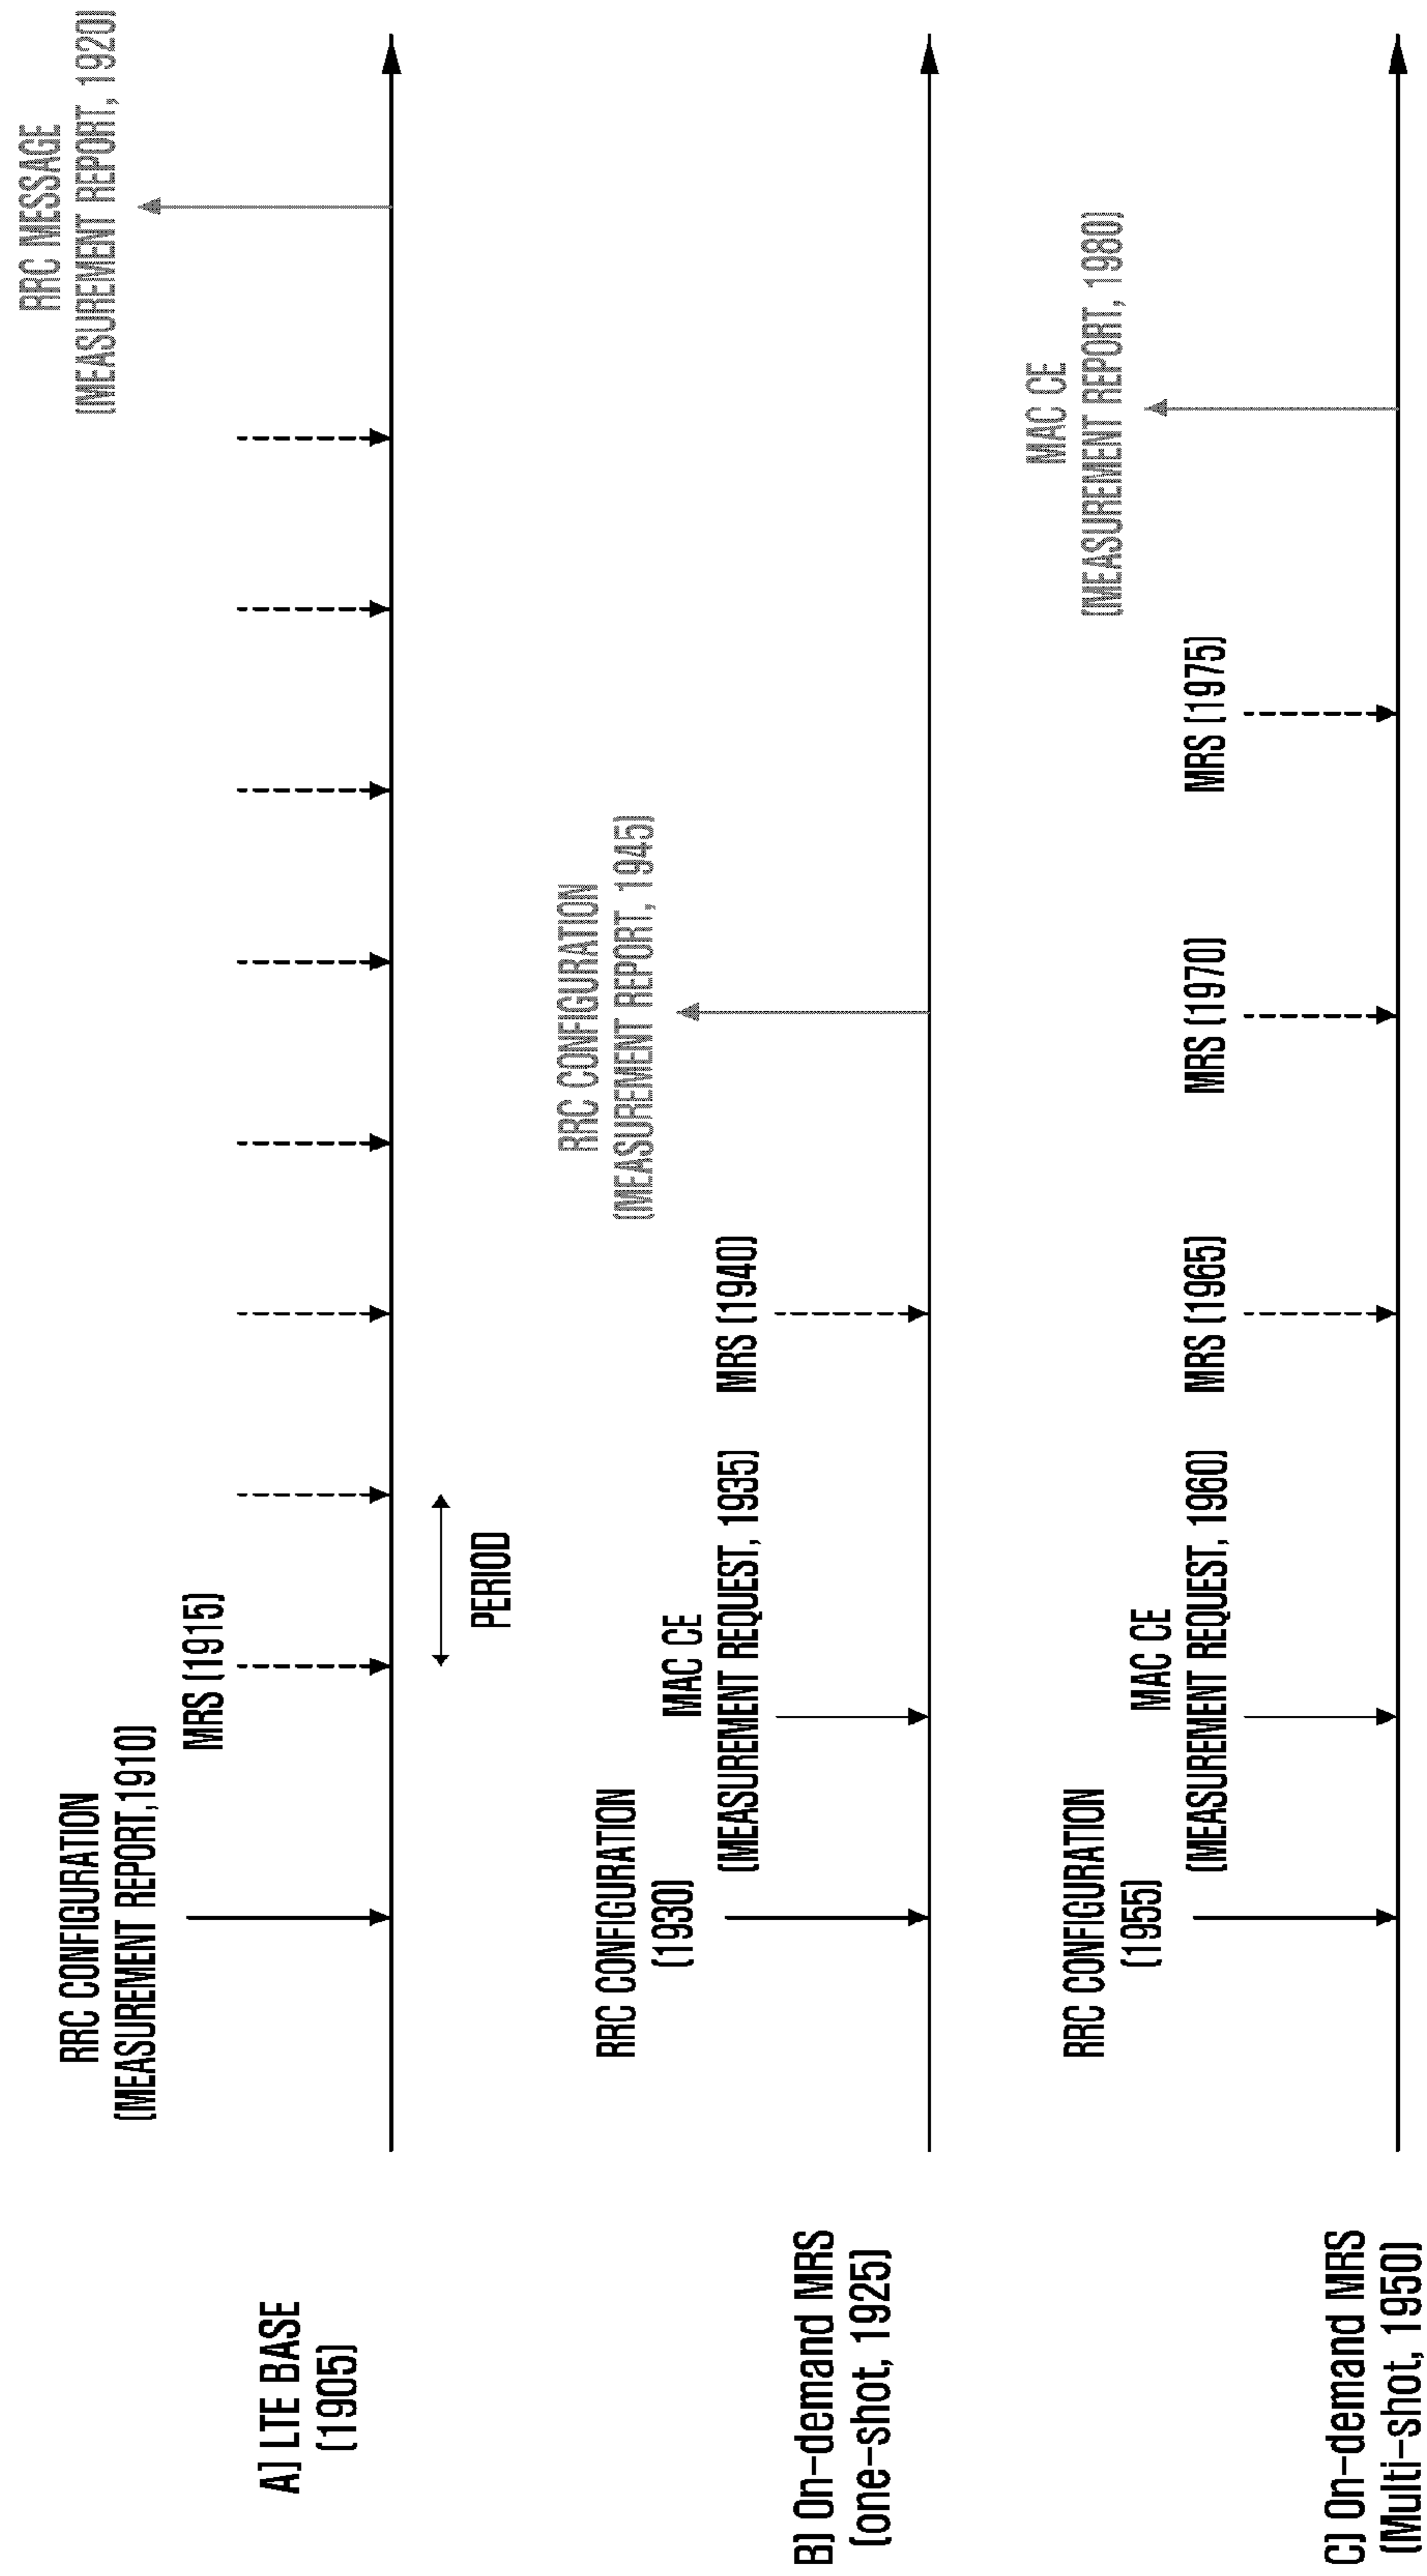 RRC CONFIGURATION
(MEASUREMENT REPORT,1910)
MRS (1915)
RRC MESSAGE
(MEASUREMENT REPORT, 1920)
A] LTE BASE
(1905)
PERIOD
RRC CONFIGURATION
(1930)
MAC CE
(MEASUREMENT REQUEST, 1935)
MRS (1940)
RRC CONFIGURATION
(MEASUREMENT REPORT, 1945)
B] On-demand MRS
(one-shot, 1925)
RRC CONFIGURATION
(1955)
MAC CE
(MEASUREMENT REQUEST, 1960)
MRS (1965)
MRS (1970)
MRS (1975)
MAC CE
(MEASUREMENT REPORT, 1980)
C] On-demand MRS
(Multi-shot, 1950)